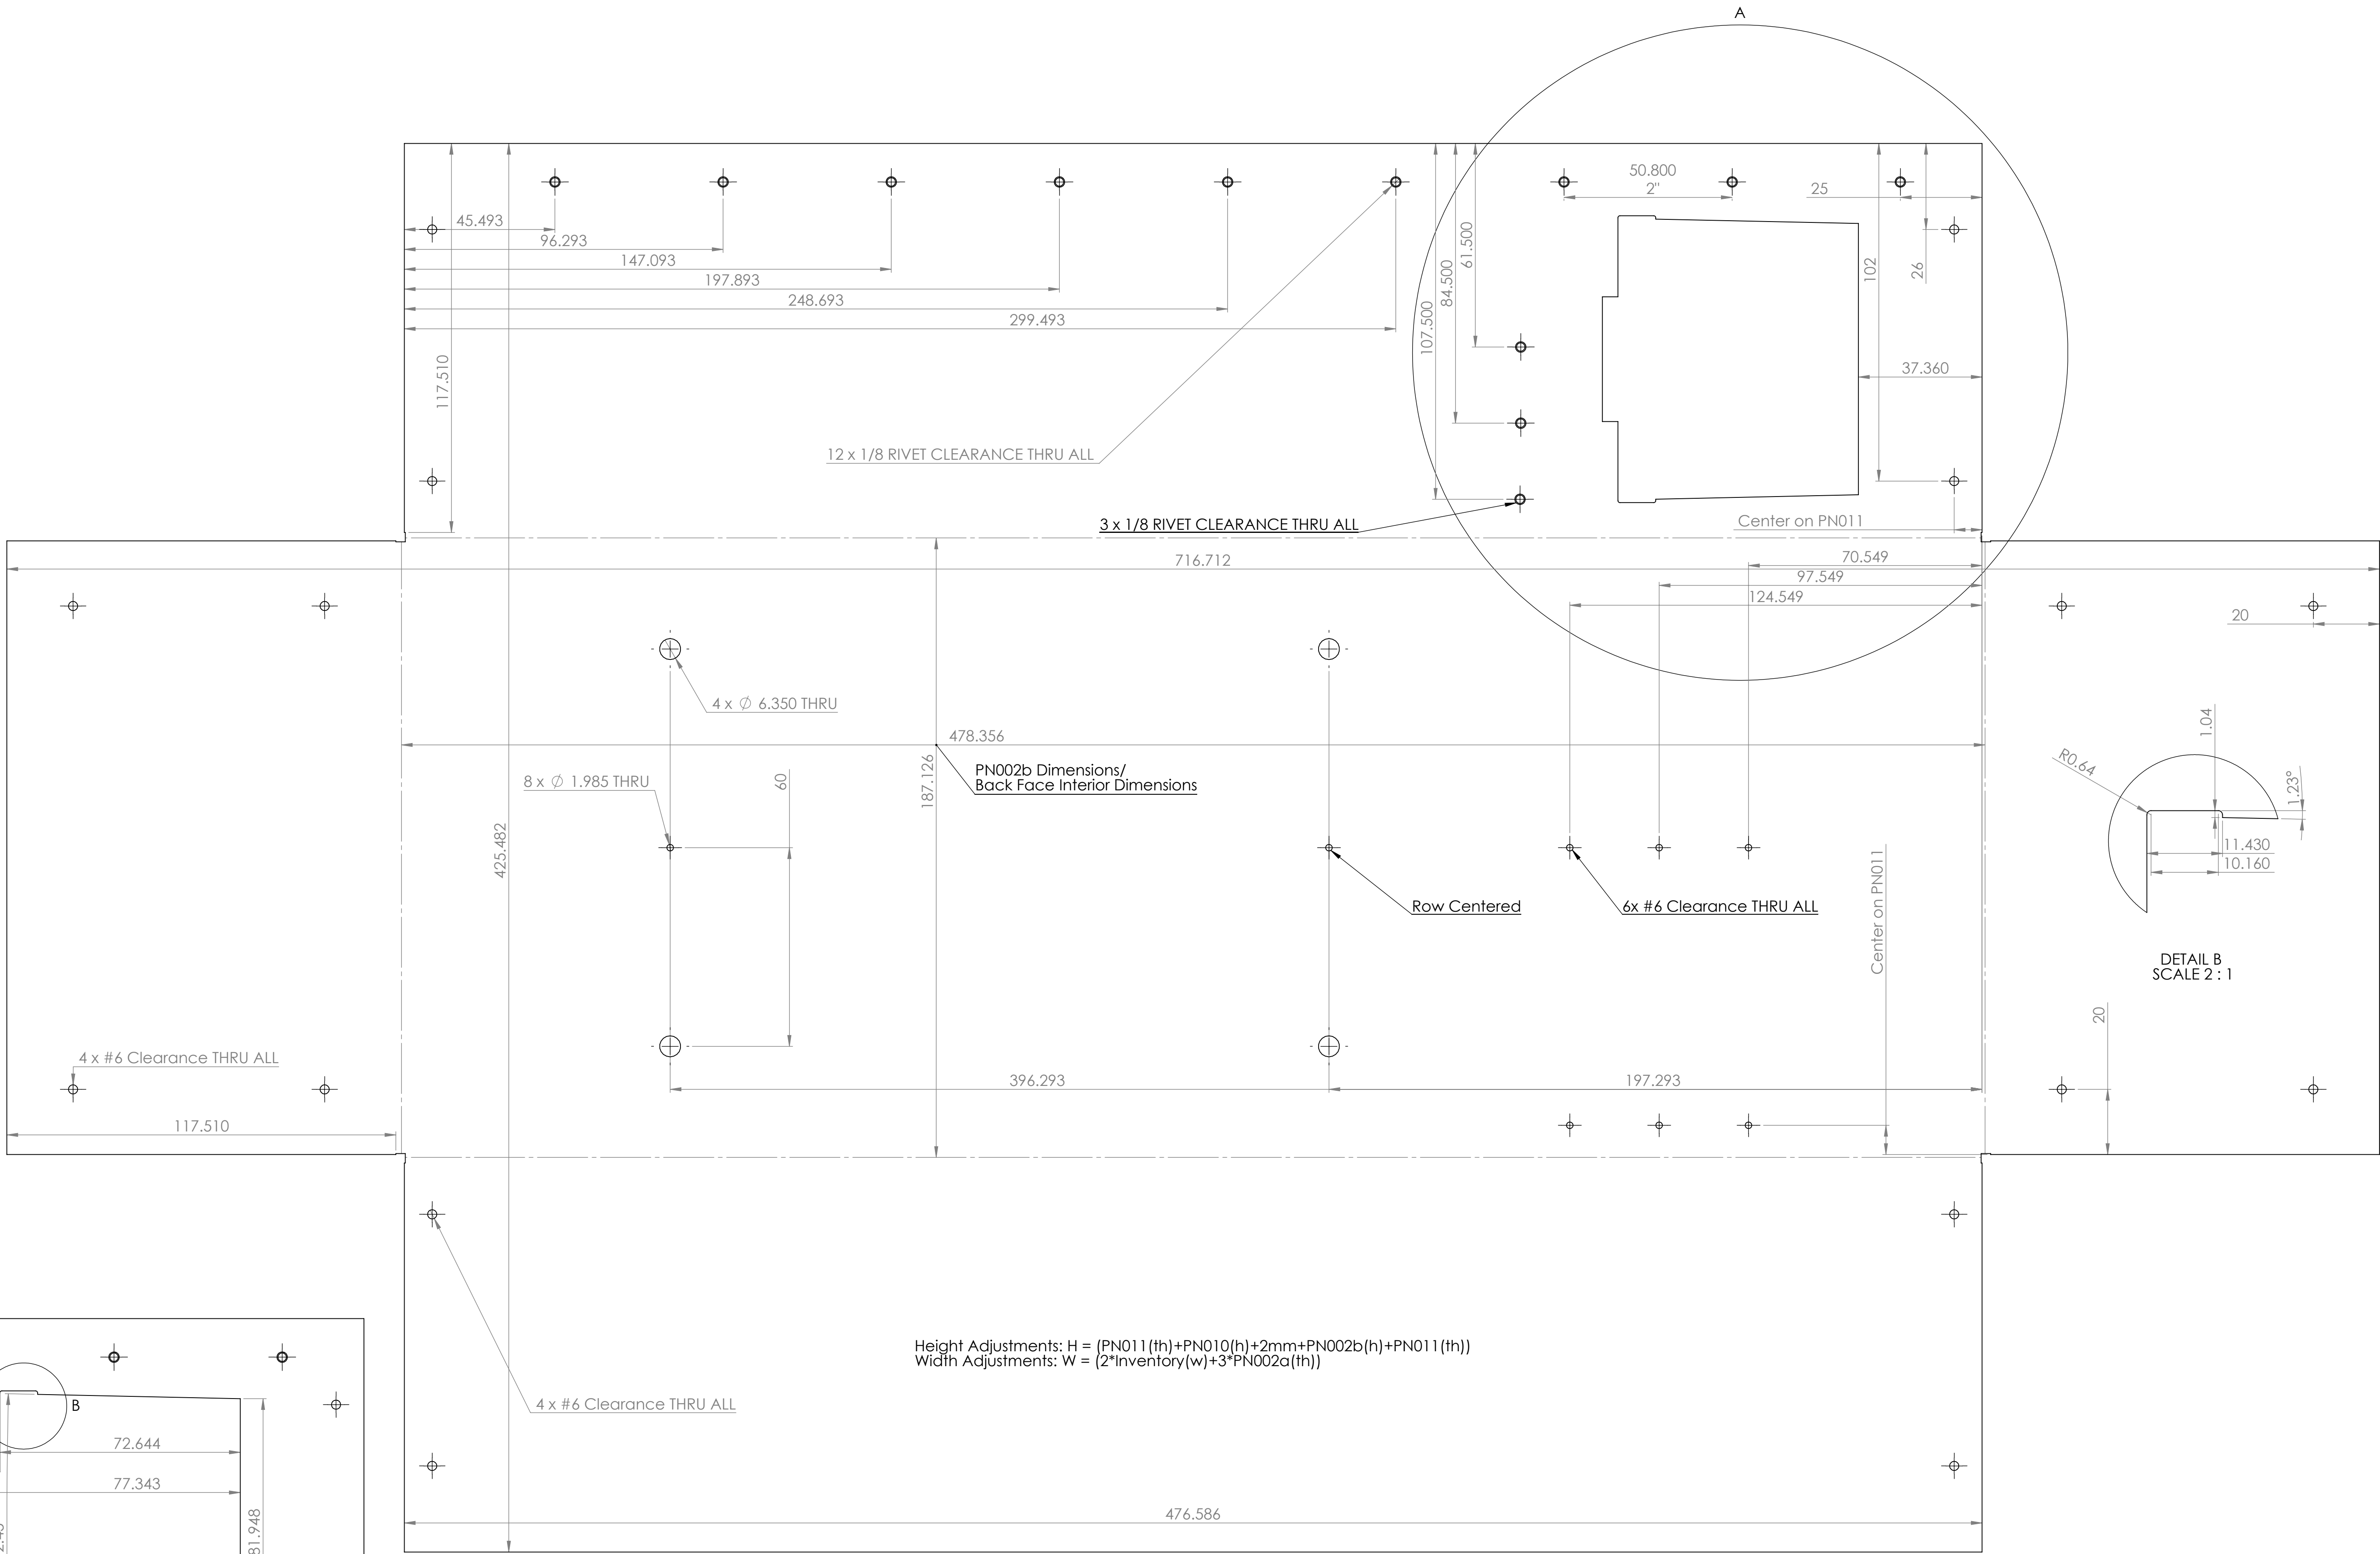 A
50.800
2"
25
45.493
96.293
147.093
197.893
248.693
299.493
61.500
84.500
107.500
102
26
117.510
37.360
12 x 1/8 RIVET CLEARANCE THRU ALL
3 x 1/8 RIVET CLEARANCE THRU ALL
Center on PN011
716.712
70.549
97.549
124.549
20
4 x ∅ 6.350 THRU
478.356
PN002b Dimensions/
Back Face Interior Dimensions
8 x ∅ 1.985 THRU
60
187.126
425.482
R0.64
1.04
1.23°
11.430
10.160
Row Centered
6x #6 Clearance THRU ALL
Center on PN011
DETAIL B
SCALE 2 : 1
20
4 x #6 Clearance THRU ALL
396.293
197.293
117.510
Height Adjustments: H = (PN011(th)+PN010(h)+2mm+PN002b(h)+PN011(th))
Width Adjustments: W = (2*Inventory(w)+3*PN002a(th))
4 x #6 Clearance THRU ALL
B
72.644
77.343
81.948
476.586